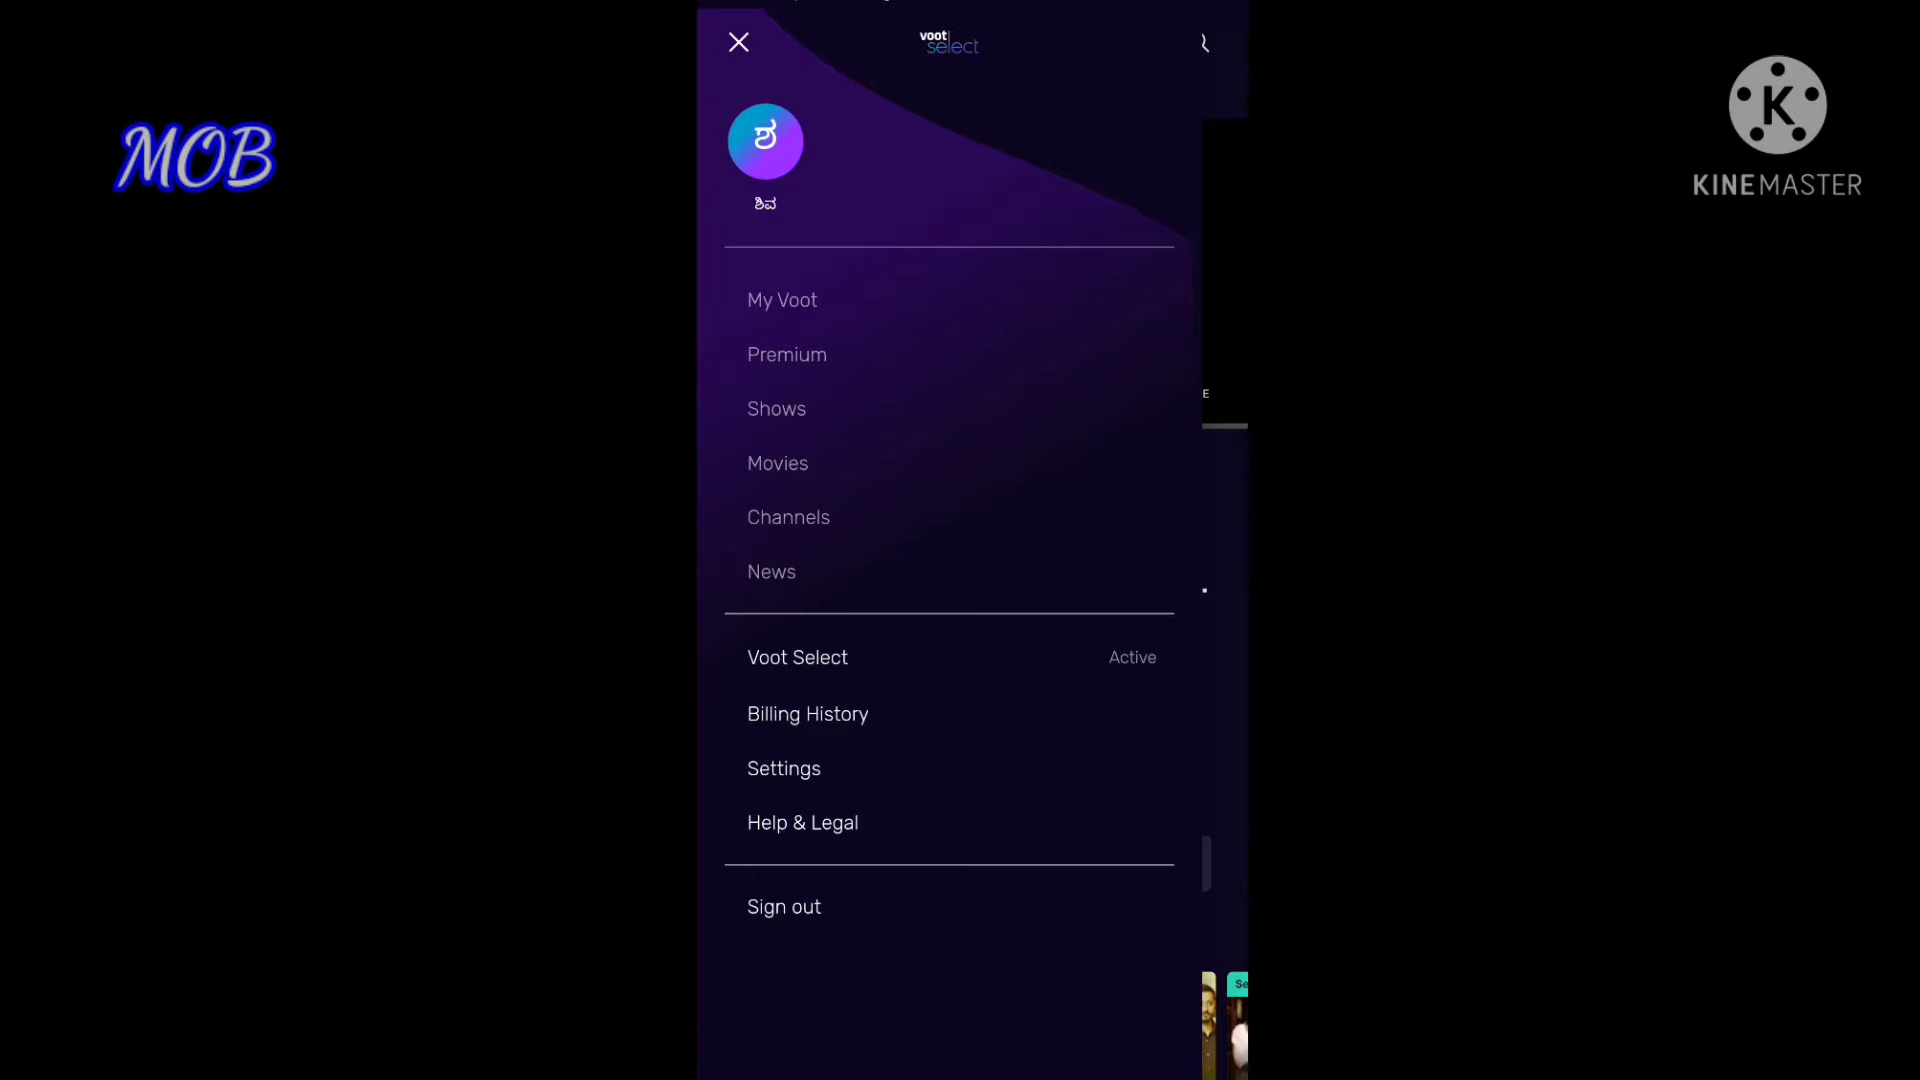 voot
select
MOB
K
KINEMASTER
ಶ
ಶಿವ
My Voot
Premium
Shows
Movies
Channels
News
Voot Select Active
Billing History
Settings
Help & Legal
Sign out
E
Se